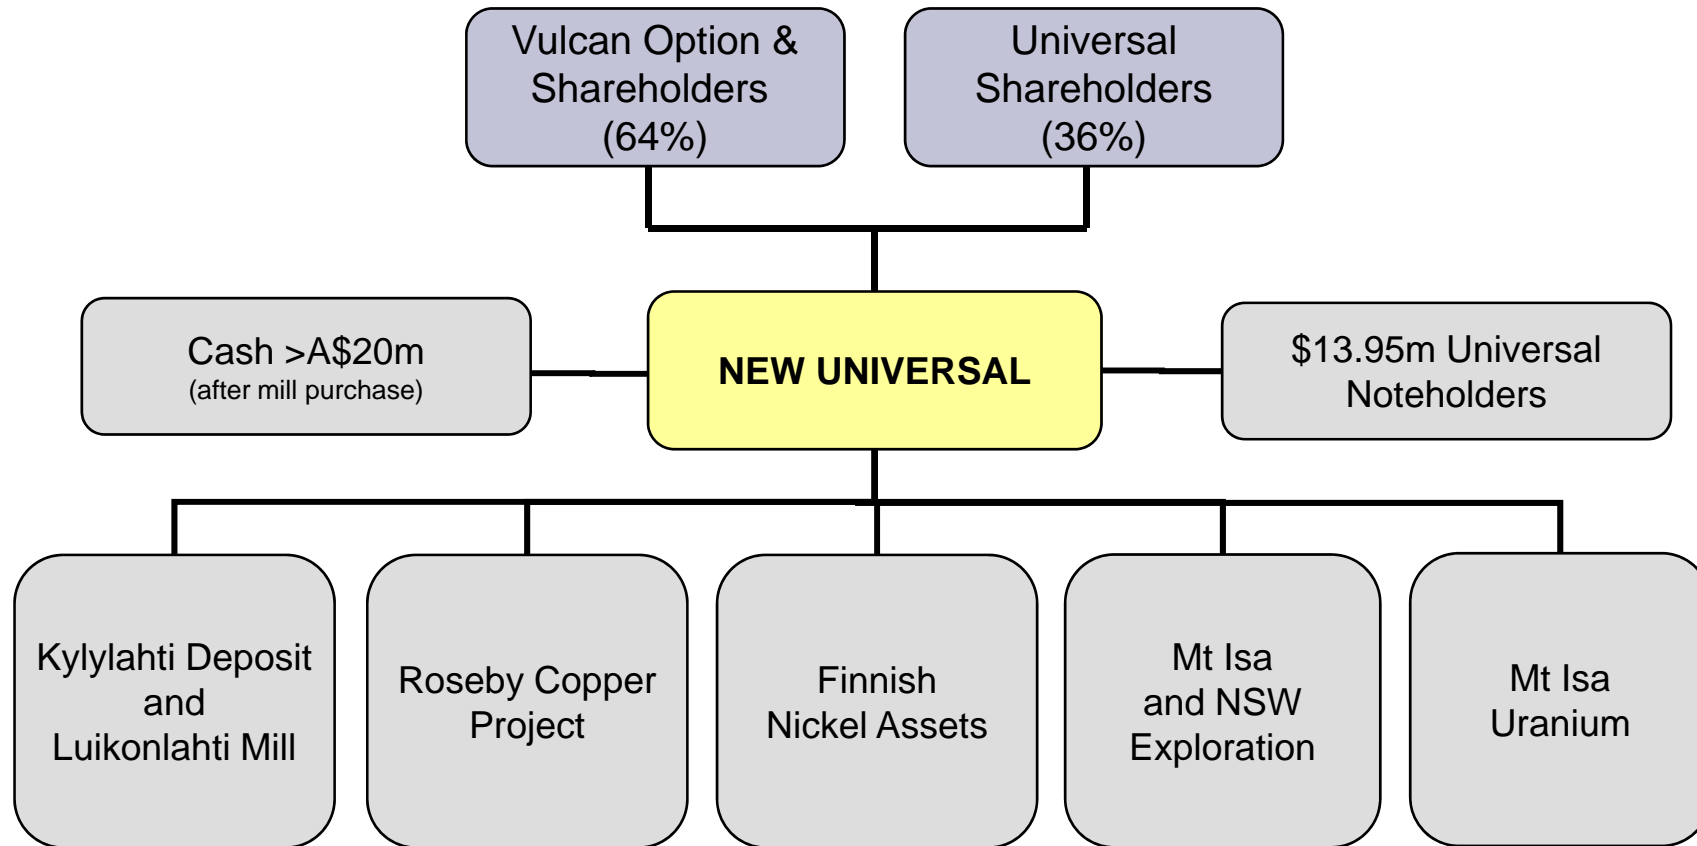 Vulcan Option &
Shareholders
(64%)
Universal
Shareholders
(36%)
Cash >A$20m
(after mill purchase)
NEW UNIVERSAL
$13.95m Universal
Noteholders
Kylylahti Deposit
and
Luikonlahti Mill
Roseby Copper
Project
Finnish
Nickel Assets
Mt Isa
and NSW
Exploration
Mt Isa
Uranium